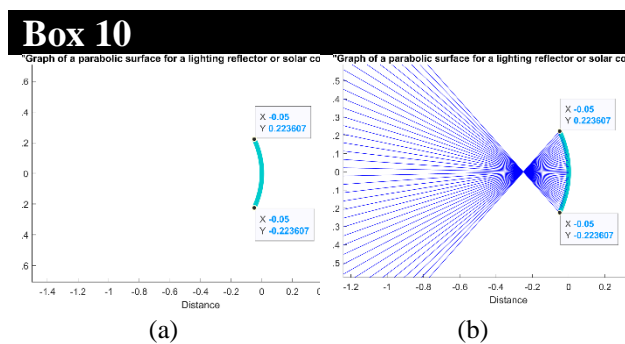 Box 10
"Graph of a parabolic surface for a lighting reflector or solar co
"Graph of a parabolic surface for a lighting reflector or solar co
.6
.4
.2
0
.2
.4
.6
X -0.05
Y 0.223607
X -0.05
Y -0.223607
-1.4 -1.2 -1 -0.8 -0.6 -0.4 -0.2 0 0.2 0
Distance
(a)
.5
.4
.3
.2
.1
0
.1
.2
.3
.4
.5
X -0.05
Y 0.223607
X -0.05
Y -0.223607
-1.2 -1 -0.8 -0.6 -0.4 -0.2 0 0.2
Distance
(b)